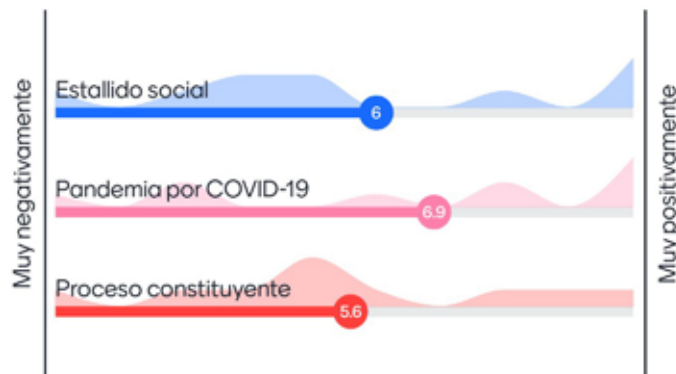 Muy negativamente
Estallido social
6
Pandemia por COVID-19
6.9
Proceso constituyente
5.6
Muy positivamente